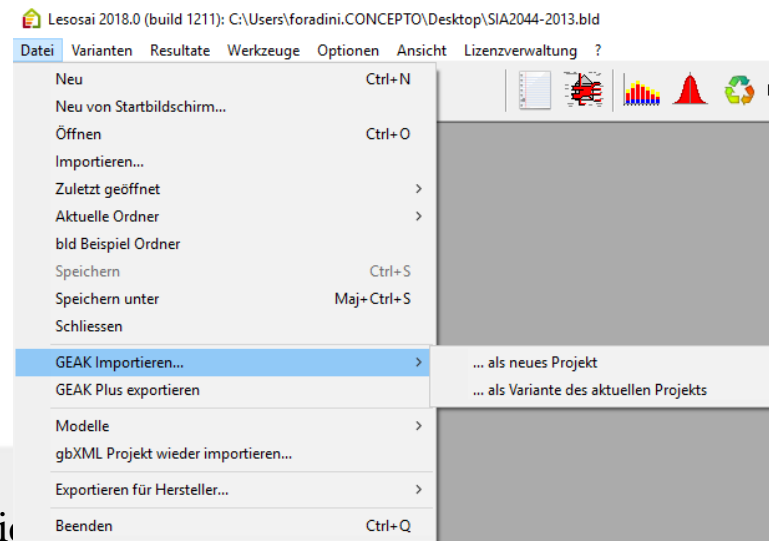 Lesosai 2018.0 (build 1211): C:\Users\foradini.CONCEPTO\Desktop\SIA2044-2013.bld
Datei Varianten Resultate Werkzeuge Optionen Ansicht Lizenzverwaltung ?
Neu Ctrl+N
Neu von Startbildschirm...
Öffnen Ctrl+O
Importieren...
Zuletzt geöffnet >
Aktuelle Ordner >
bld Beispiel Ordner
Speichern Ctrl+S
Speichern unter Maj+Ctrl+S
Schliessen
GEAK Importieren... > ... als neues Projekt
GEAK Plus exportieren ... als Variante des aktuellen Projekts
Modelle >
gbXML Projekt wieder importieren...
Exportieren für Hersteller... >
Beenden Ctrl+Q